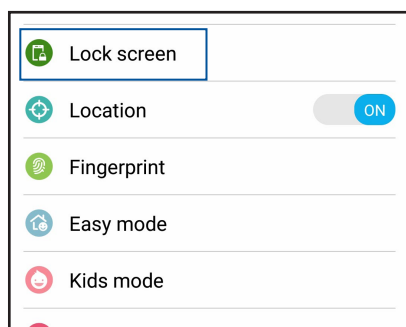 Lock screen
Location ON
Fingerprint
Easy mode
Kids mode